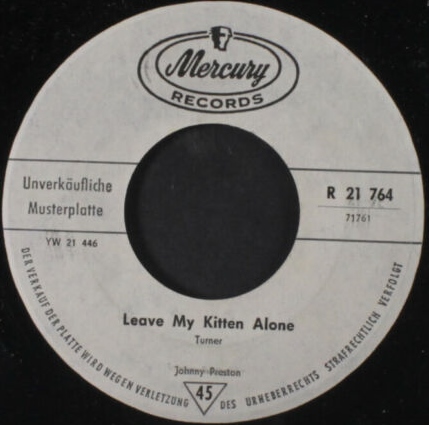 Mercury
RECORDS
Unverkäufliche
Musterplatte
R 21 764
71761
YW 21 446
Leave My Kitten Alone
Turner
Johnny Preston
45
DER VERKAUF DER PLATTE WIRD WEGEN VERLETZUNG DES URHEBERRECHTS STRAFRECHTLICH VERFOLGT